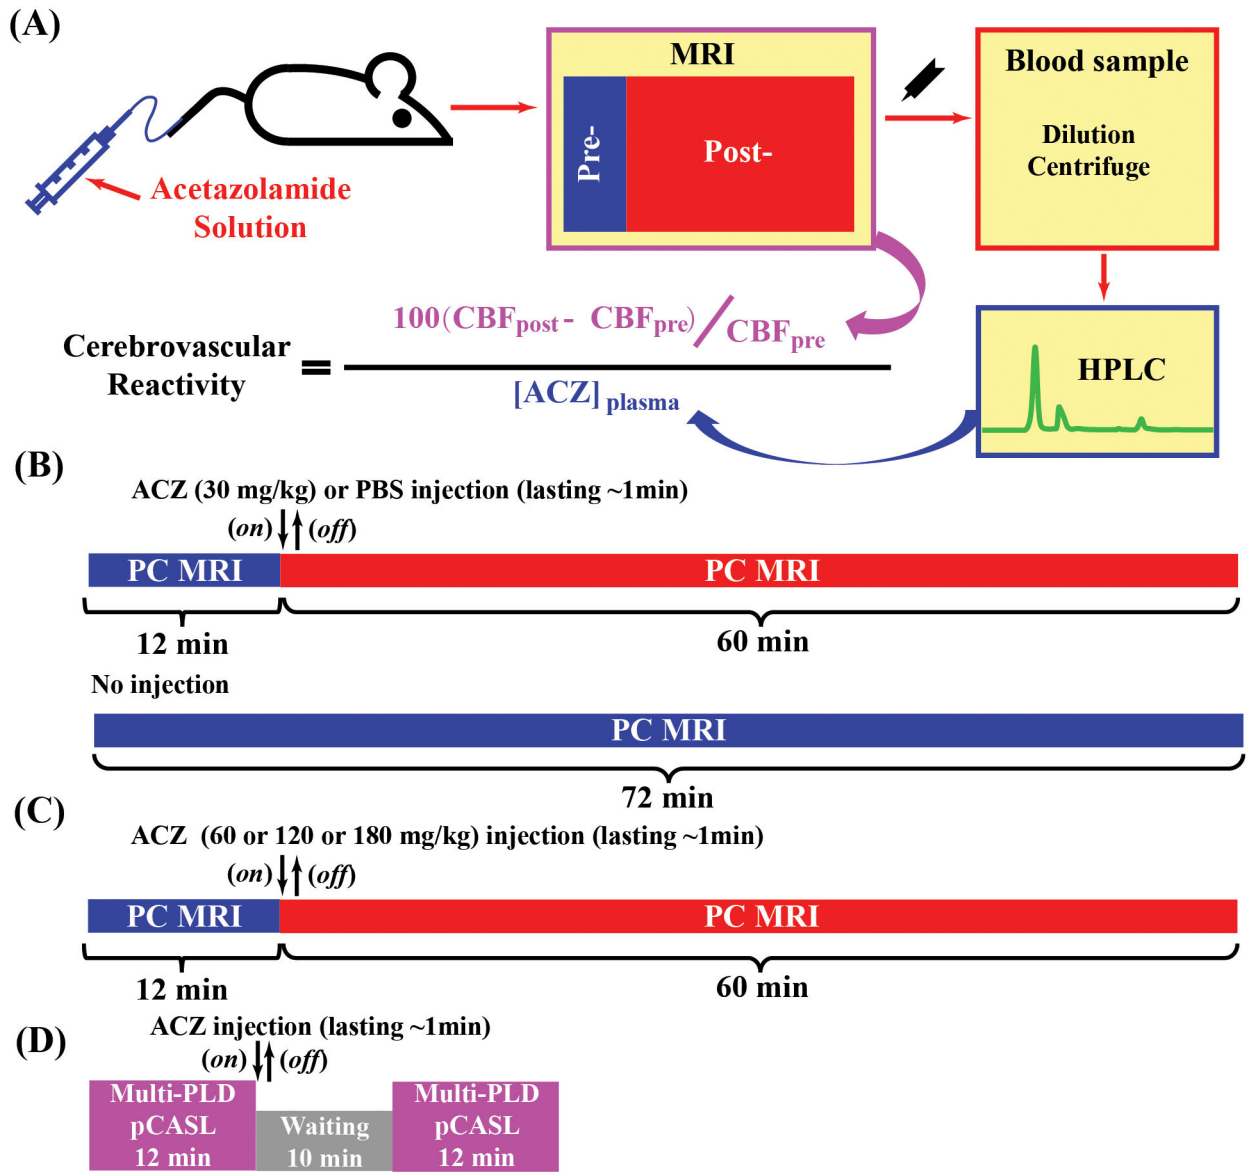 (A)
MRI
Pre-
Post-
Blood sample
Dilution
Centrifuge
Acetazolamide
Solution
Cerebrovascular
Reactivity
=
100(CBFpost - CBFpre)/CBFpre
[ACZ]plasma
HPLC
(B)
ACZ (30 mg/kg) or PBS injection (lasting ~1min)
(on) (off)
PC MRI PC MRI
12 min 60 min
No injection
PC MRI
72 min
(C)
ACZ (60 or 120 or 180 mg/kg) injection (lasting ~1min)
(on) (off)
PC MRI PC MRI
12 min 60 min
(D)
ACZ injection (lasting ~1min)
(on) (off)
Multi-PLD
pCASL
12 min
Waiting
10 min
Multi-PLD
pCASL
12 min